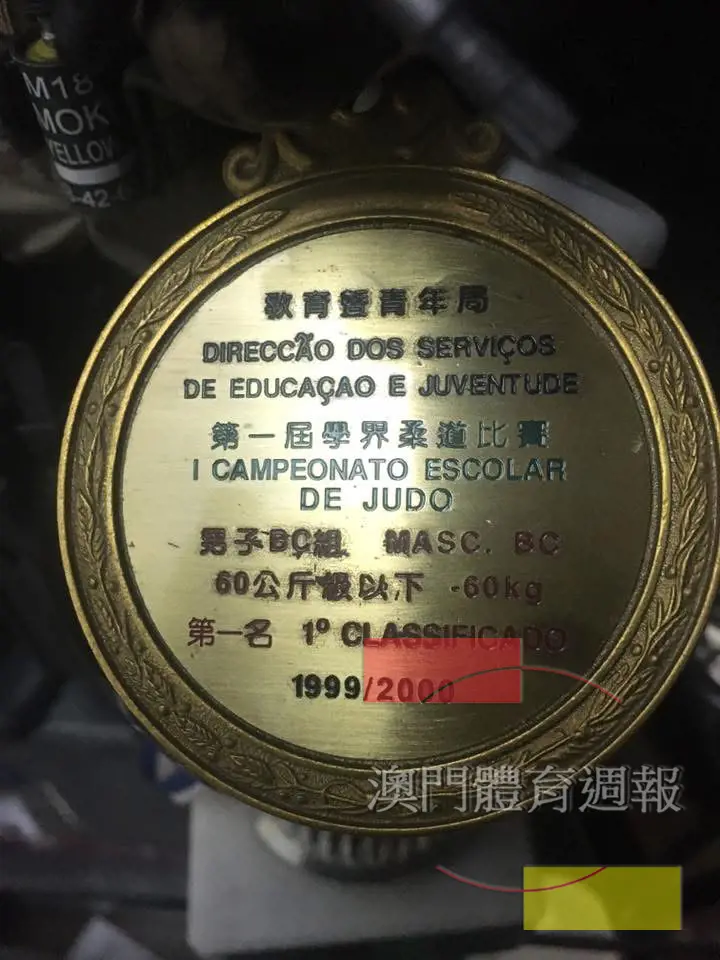 M18
MOK
YELLOW
-42-
教育暨青年局
DIRECCÃO DOS SERVIÇOS
DE EDUCAÇAO E JUVENTUDE
第一屆學界柔道比賽
I CAMPEONATO ESCOLAR
DE JUDO
男子BC組 MASC. BC
60公斤級以下 -60kg
第一名 1º CLASSIFICADO
1999/2000
澳門體育週報